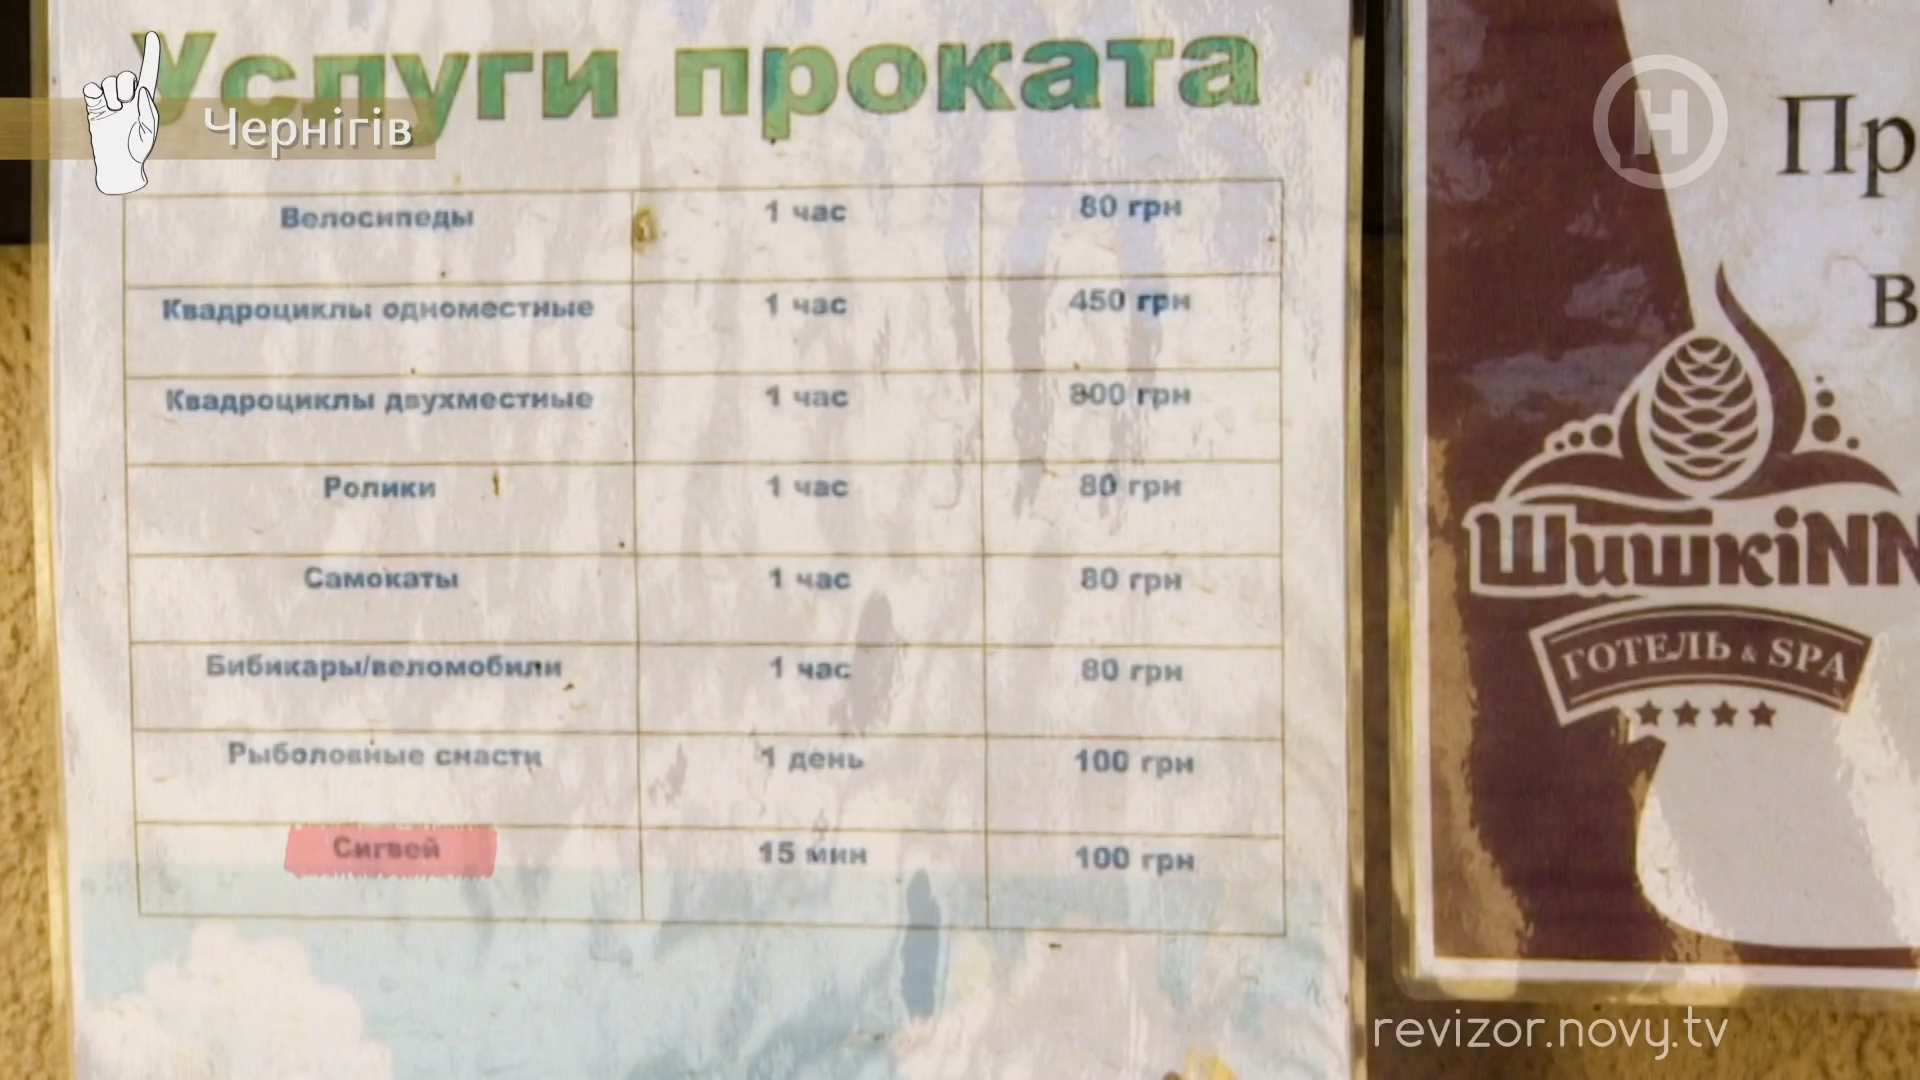 Услуги проката
Чернігів
Велосипеды 1 час 80 грн
Квадроциклы одноместные 1 час 450 грн
Квадроциклы двухместные 1 час 800 грн
Ролики 1 час 80 грн
Самокаты 1 час 80 грн
Бибикары/веломобили 1 час 80 грн
Рыболовные снасти 1 день 100 грн
Сигвей 15 мин 100 грн
Н
Пр
в
ШишкіNN
ГОТЕЛЬ & SPA
revizor.novy.tv